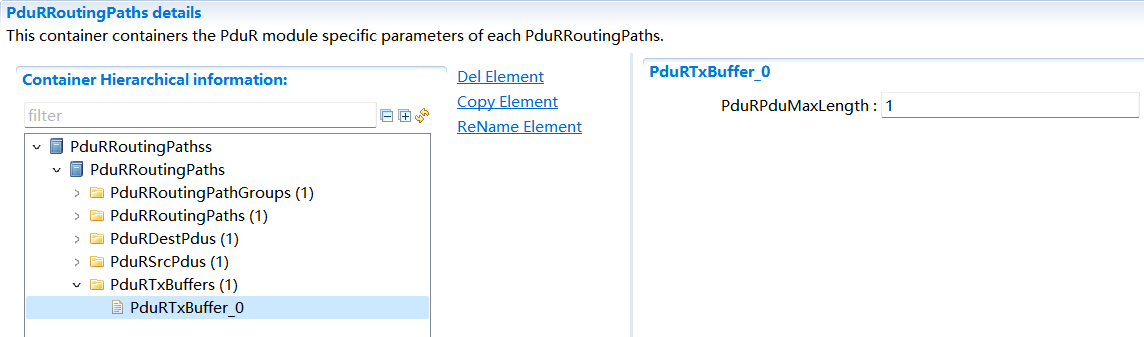 PduRRoutingPaths details
This container containers the PduR module specific parameters of each PduRRoutingPaths.
Container Hierarchical information:
filter
PduRRoutingPathss
PduRRoutingPaths
PduRRoutingPathGroups (1)
PduRRoutingPaths (1)
PduRDestPdus (1)
PduRSrcPdus (1)
PduRTxBuffers (1)
PduRTxBuffer_0
Del Element
Copy Element
ReName Element
PduRTxBuffer_0
PduRPduMaxLength : 1